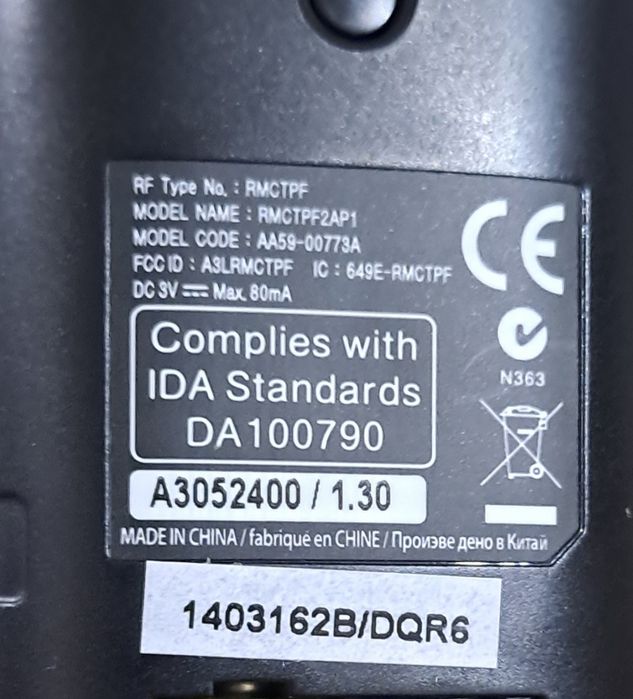 RF Type No. : RMCTPF
MODEL NAME : RMCTPF2AP1
MODEL CODE : AA59-00773A
FCC ID : A3LRMCTPF   IC : 649E-RMCTPF
DC 3V Max. 80mA
CE
N363
Complies with
IDA Standards
DA100790
A3052400 / 1.30
MADE IN CHINA / fabriqué en CHINE / Произве дено в Китай
1403162B/DQR6